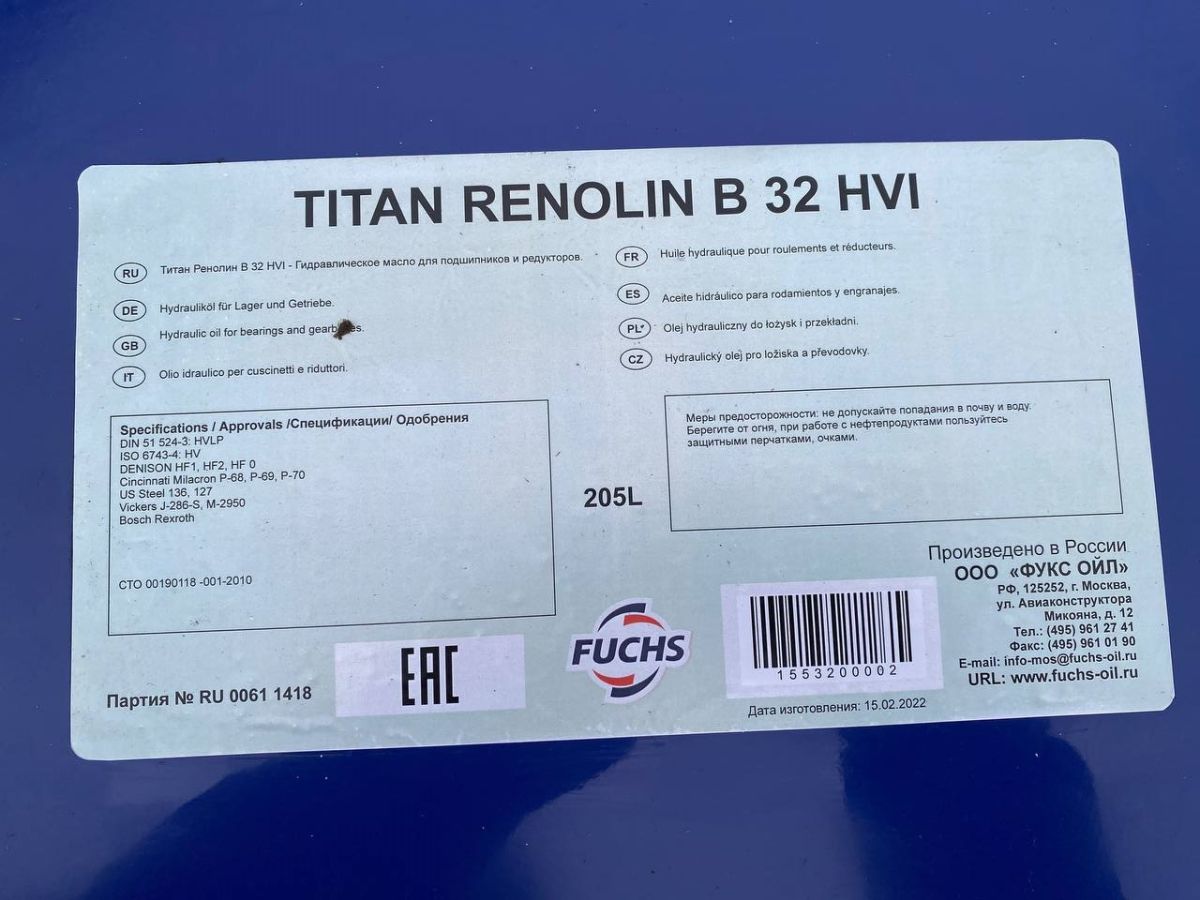 TITAN RENOLIN B 32 HVI
RU Титан Ренолин В 32 HVI - Гидравлическое масло для подшипников и редукторов.
DE Hydrauliköl für Lager und Getriebe.
GB Hydraulic oil for bearings and
IT Olio idraulico per cuscinetti e riduttori.
FR Huile hydraulique pour roulements et réducteurs.
ES Aceite hidráulico para rodamientos y engranajes.
PL Olej hydrauliczny do łożysk i przekładni.
CZ Hydraulický olej pro ložiska a převodovky.
Specifications / Approvals /Спецификации/ Одобрения
DIN 51 524-3: HVLP
ISO 6743-4: HV
DENISON HF1, HF2, HF 0
Cincinnati Milacron P-68, P-69, P-70
US Steel 136, 127
Vickers J-286-S, M-2950
Bosch Rexroth
СТО 00190118 -001-2010
205L
Меры предосторожности: не допускайте попадания в почву и воду.
Берегите от огня, при работе с нефтепродуктами пользуйтесь
защитными перчатками, очками.
Произведено в России
ООО «ФУКС ОЙЛ»
РФ, 125252, г. Москва,
ул. Авиаконструктора
Микояна, д. 12
Тел.: (495) 961 27 41
Факс: (495) 961 01 90
E-mail: info-mos@fuchs-oil.ru
URL: www.fuchs-oil.ru
Партия № RU 0061 1418
EAC
FUCHS
1553200002
Дата изготовления: 15.02.2022